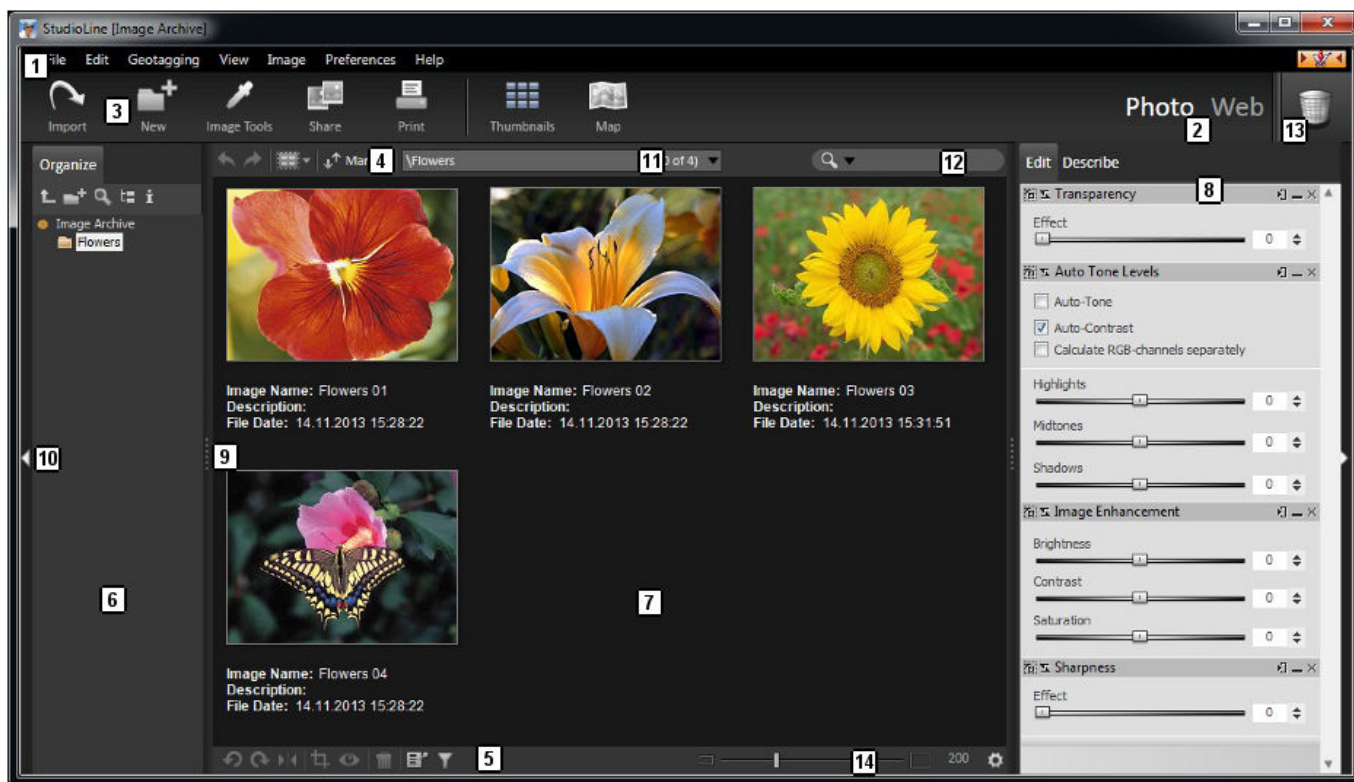 StudioLine [Image Archive]
1 File Edit Geotagging View Image Preferences Help
3
Import New Image Tools Share Print Thumbnails Map
Photo Web
2
13
Organize
4 \Flowers 11 of 4) 12
Edit Describe
8
Transparency
Effect
0
Image Archive
Flowers
Auto Tone Levels
Auto-Tone
Auto-Contrast
Calculate RGB-channels separately
Image Name: Flowers 01
Description:
File Date: 14.11.2013 15:28:22
Image Name: Flowers 02
Description:
File Date: 14.11.2013 15:28:22
Image Name: Flowers 03
Description:
File Date: 14.11.2013 15:31:51
Highlights
0
Midtones
0
Shadows
0
10
9
Image Enhancement
Brightness
0
Contrast
0
Saturation
0
6
7
Image Name: Flowers 04
Description:
File Date: 14.11.2013 15:28:22
Sharpness
Effect
0
5
14
200